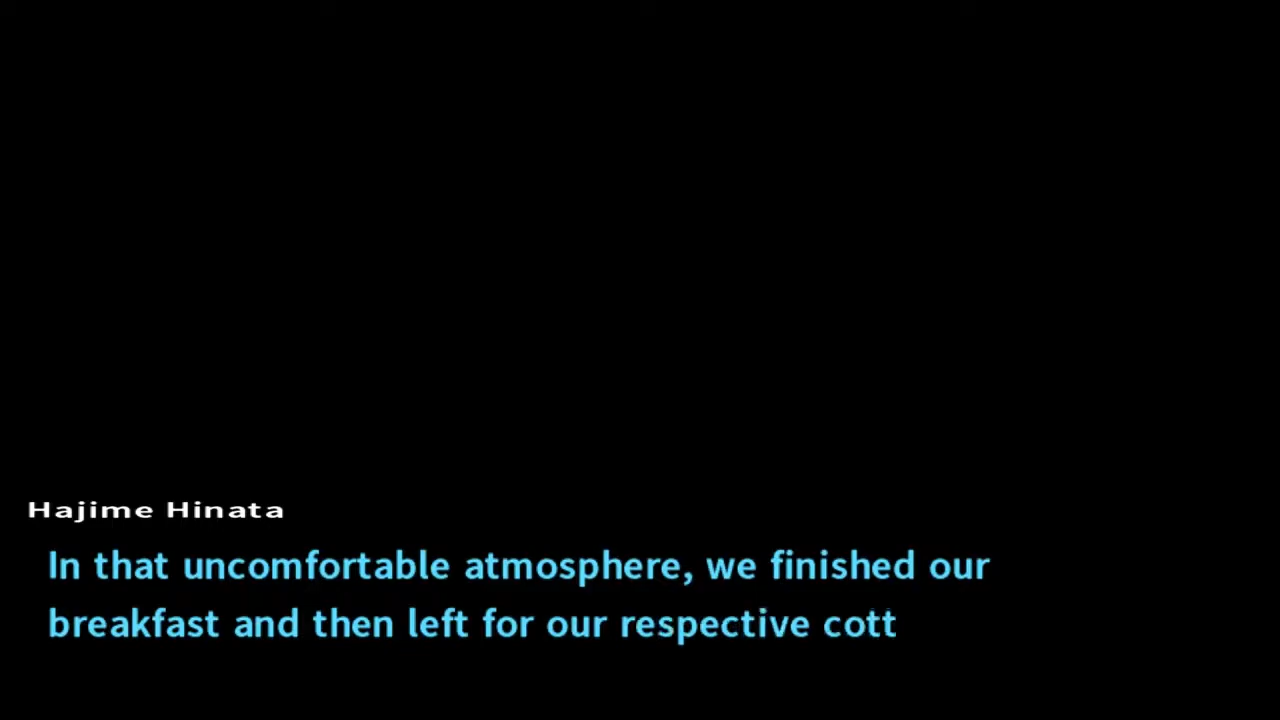 Hajime Hinata
In that uncomfortable atmosphere, we finished our
breakfast and then left for our respective cott